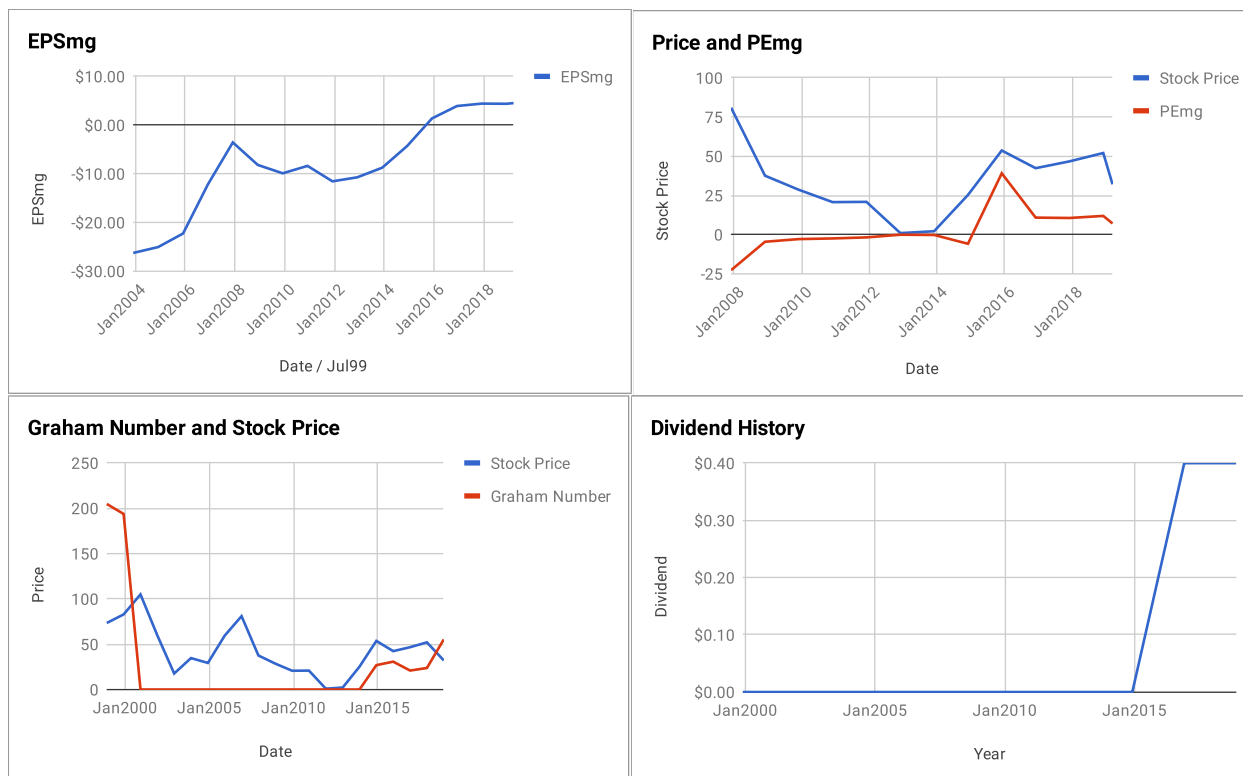 EPSmg
EPSmg
$10.00
$0.00
-$10.00
-$20.00
-$30.00
EPSmg
Jan2004
Jan2006
Jan2008
Jan2010
Jan2012
Jan2014
Jan2016
Jan2018
Date / Jul99
Price and PEmg
Stock Price
PEmg
100
75
50
25
0
-25
Stock Price
Jan2008
Jan2010
Jan2012
Jan2014
Jan2016
Jan2018
Date
Graham Number and Stock Price
Stock Price
Graham Number
250
200
150
100
50
0
Price
Jan2000
Jan2005
Jan2010
Jan2015
Date
Dividend History
$0.40
$0.30
$0.20
$0.10
$0.00
Dividend
Jan2000
Jan2005
Jan2010
Jan2015
Year